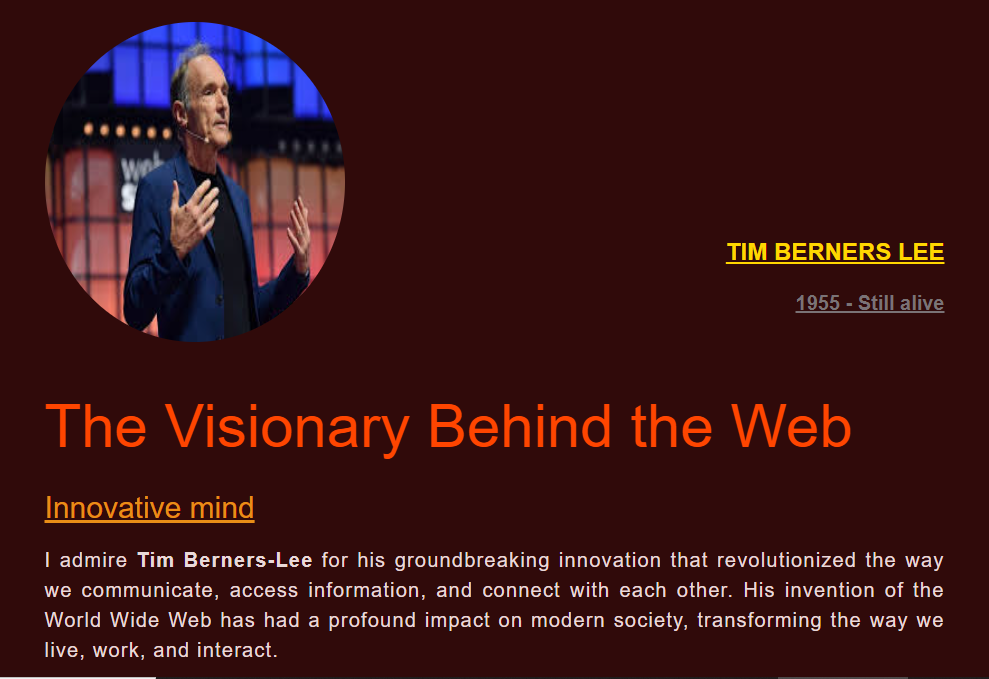 web
TIM BERNERS LEE
1955 - Still alive
The Visionary Behind the Web
Innovative mind
I admire Tim Berners-Lee for his groundbreaking innovation that revolutionized the way
we communicate, access information, and connect with each other. His invention of the
World Wide Web has had a profound impact on modern society, transforming the way we
live, work, and interact.